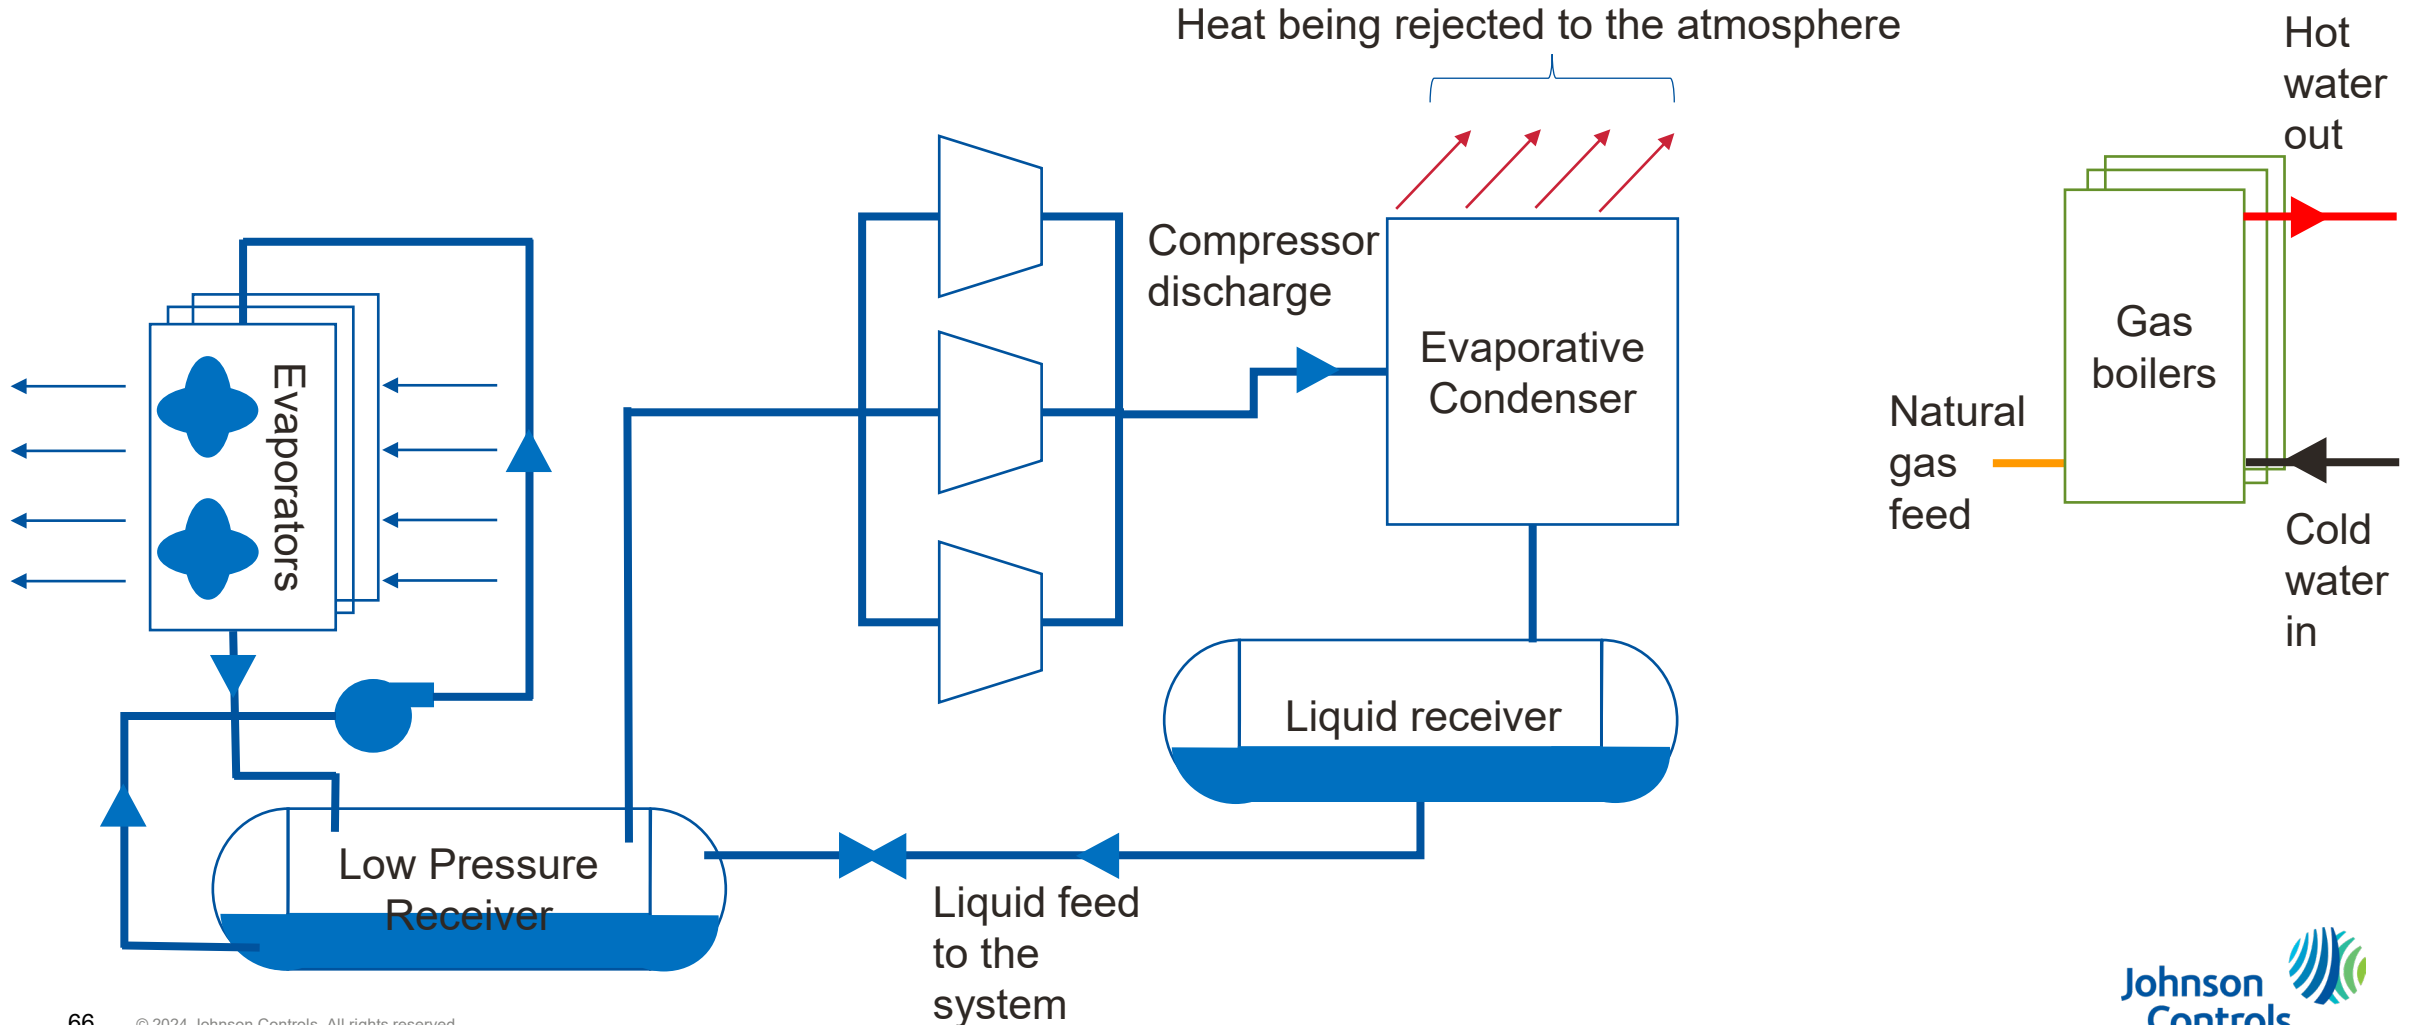 Heat being rejected to the atmosphere
Hot
water
out
Compressor
discharge
Evaporative
Condenser
Gas
boilers
Natural
gas
feed
Cold
water
in
Evaporators
Liquid receiver
Low Pressure
Receiver
Liquid feed
to the
system
66
© 2024 Johnson Controls. All rights reserved.
Johnson
Controls